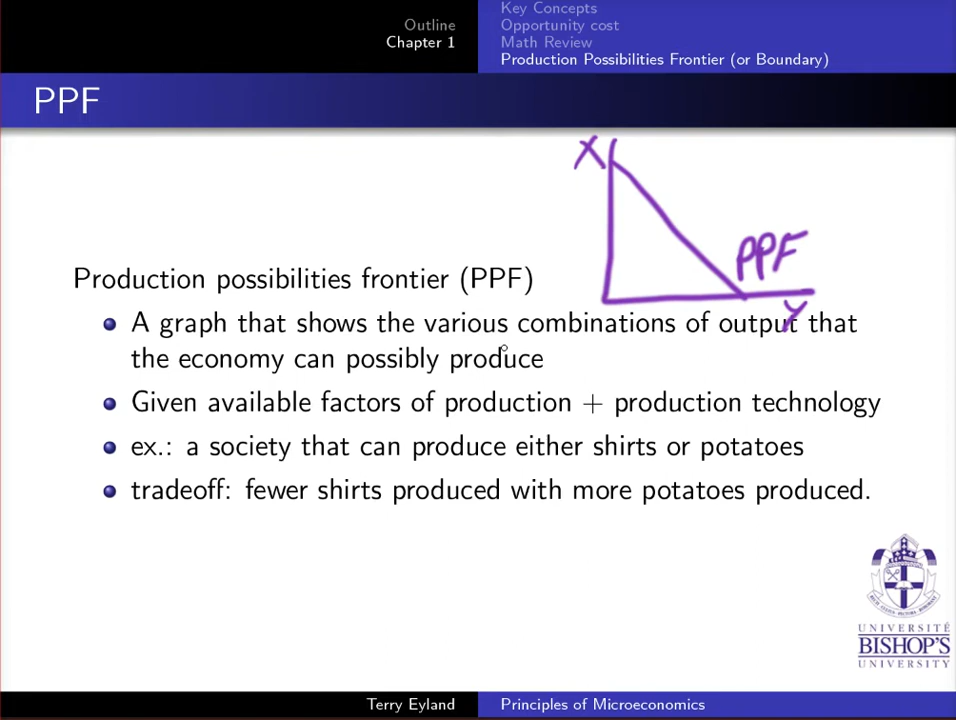 Outline
Chapter 1
Key Concepts
Opportunity cost
Math Review
Production Possibilities Frontier (or Boundary)
PPF
X
PPF
Y
Production possibilities frontier (PPF)
A graph that shows the various combinations of output that
the economy can possibly produce
Given available factors of production + production technology
ex.: a society that can produce either shirts or potatoes
tradeoff: fewer shirts produced with more potatoes produced.
UNIVERSITÉ
BISHOP'S
UNIVERSITY
Terry Eyland
Principles of Microeconomics